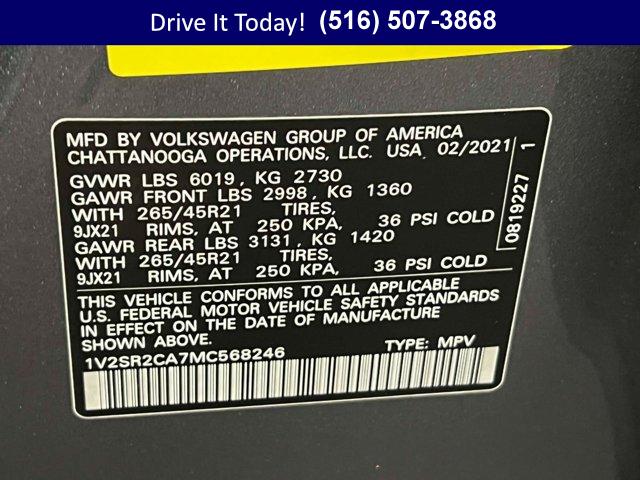 Drive It Today! (516) 507-3868
MFD BY VOLKSWAGEN GROUP OF AMERICA
CHATTANOOGA OPERATIONS, LLC. USA 02/2021
GVWR LBS 6019, KG 2730
GAWR FRONT LBS 2998, KG 1360
WITH 265/45R21 TIRES,
9JX21 RIMS, AT 250 KPA, 36 PSI COLD
GAWR REAR LBS 3131, KG 1420
WITH 265/45R21 TIRES,
9JX21 RIMS, AT 250 KPA, 36 PSI COLD
THIS VEHICLE CONFORMS TO ALL APPLICABLE
U.S. FEDERAL MOTOR VEHICLE SAFETY STANDARDS
IN EFFECT ON THE DATE OF MANUFACTURE
SHOWN ABOVE.
1V2SR2CA7MC568246 TYPE: MPV
0819227 1